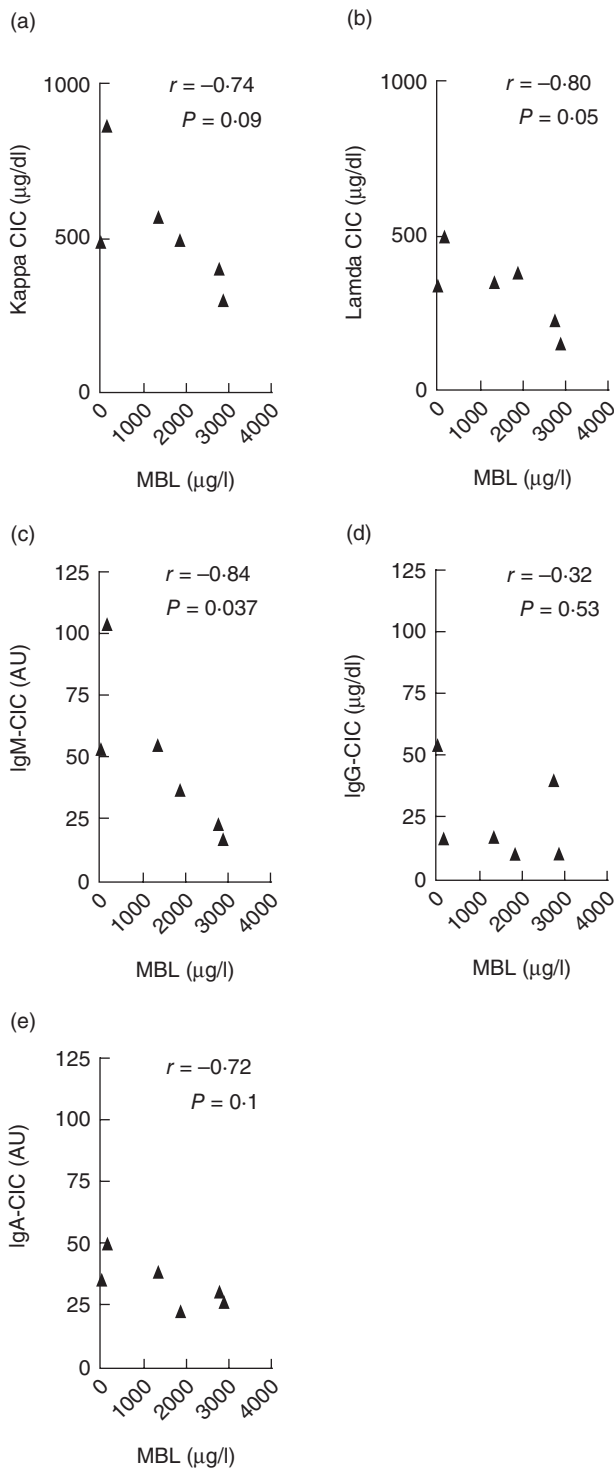 (a)
1000
500
0
Kappa CIC (μg/dl)
r = –0·74
P = 0·09
0
1000
2000
3000
4000
MBL (μg/l)
(b)
1000
500
0
Lamda CIC (μg/dl)
r = –0·80
P = 0·05
0
1000
2000
3000
4000
MBL (μg/l)
(c)
125
100
75
50
25
0
IgM-CIC (AU)
r = –0·84
P = 0·037
0
1000
2000
3000
4000
MBL (μg/l)
(d)
125
100
75
50
25
0
IgG-CIC (μg/dl)
r = –0·32
P = 0·53
0
1000
2000
3000
4000
MBL (μg/l)
(e)
125
100
75
50
25
0
IgA-CIC (AU)
r = –0·72
P = 0·1
0
1000
2000
3000
4000
MBL (μg/l)